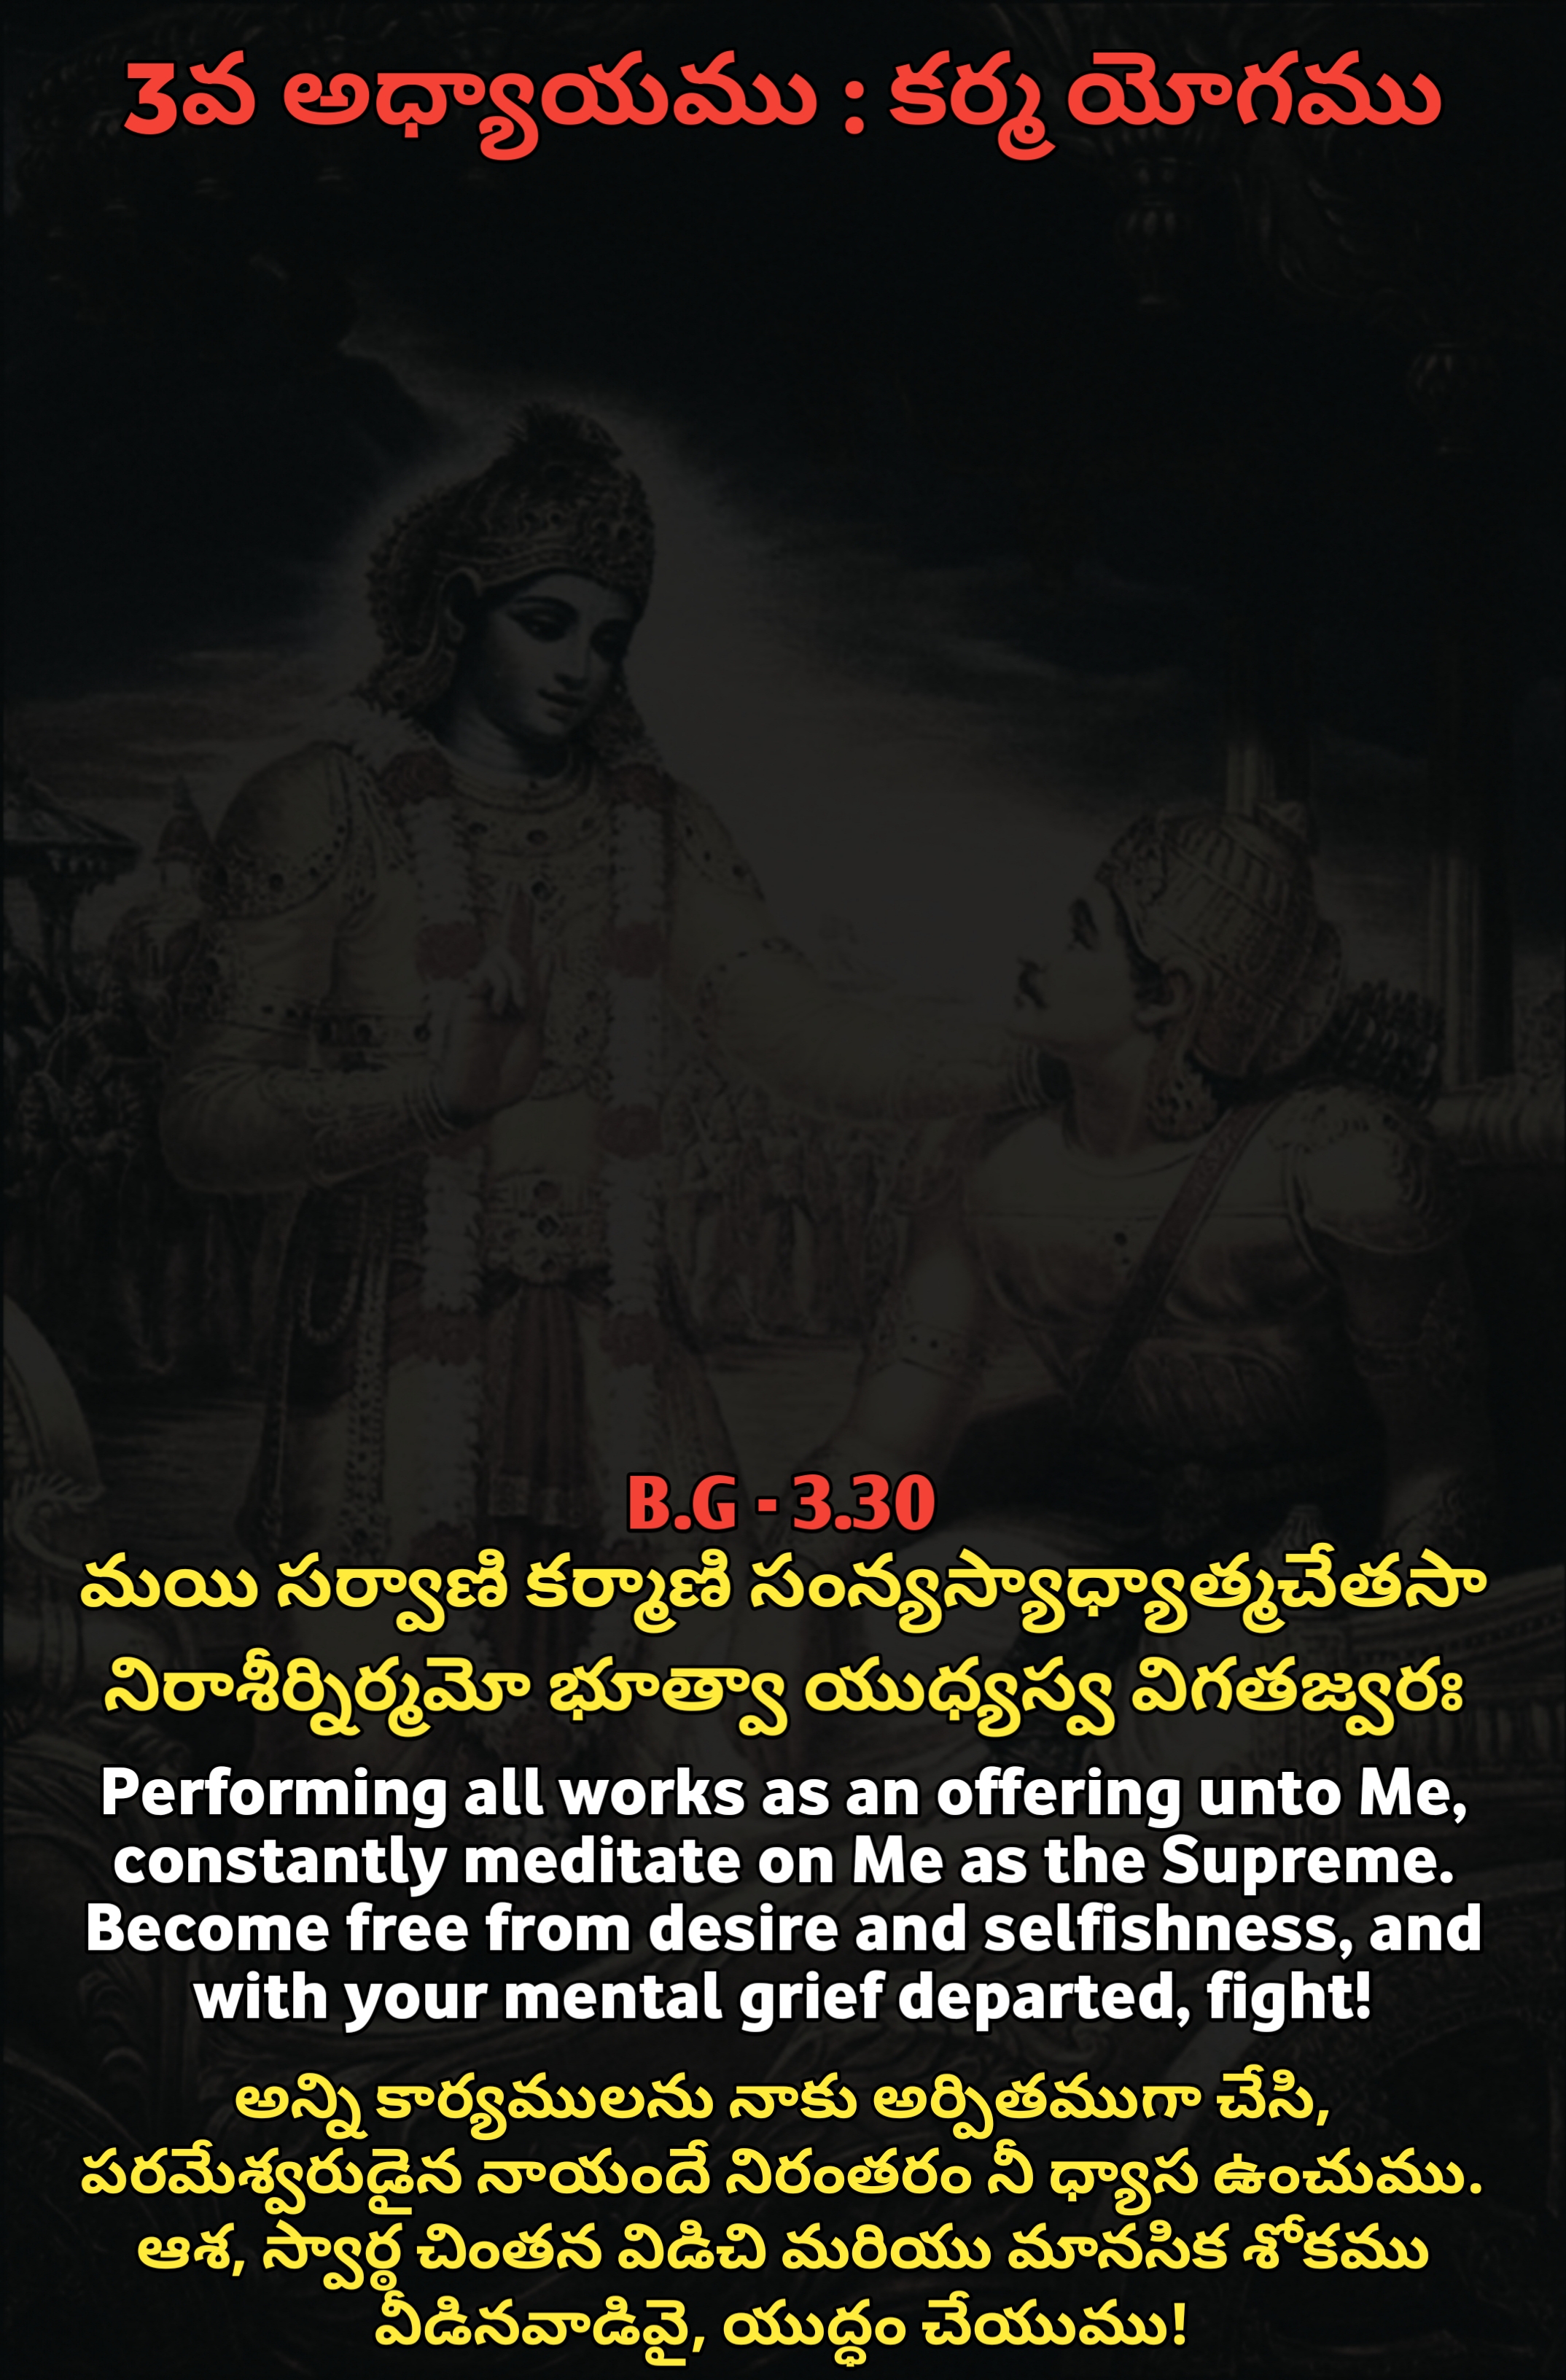 3వ అధ్యాయము : కర్మ యోగము
B.G - 3.30
మయి సర్వాణి కర్మాణి సంన్యస్యాధ్యాత్మచేతసా
నిరాశీర్నిర్మమో భూత్వా యుధ్యస్వ విగతజ్వరః
Performing all works as an offering unto Me,
constantly meditate on Me as the Supreme.
Become free from desire and selfishness, and
with your mental grief departed, fight!
అన్ని కార్యములను నాకు అర్పితముగా చేసి,
పరమేశ్వరుడైన నాయందే నిరంతరం నీ ధ్యాస ఉంచుము.
ఆశ, స్వార్థ చింతన విడిచి మరియు మానసిక శోకము
వీడినవాడివై, యుద్ధం చేయుము!